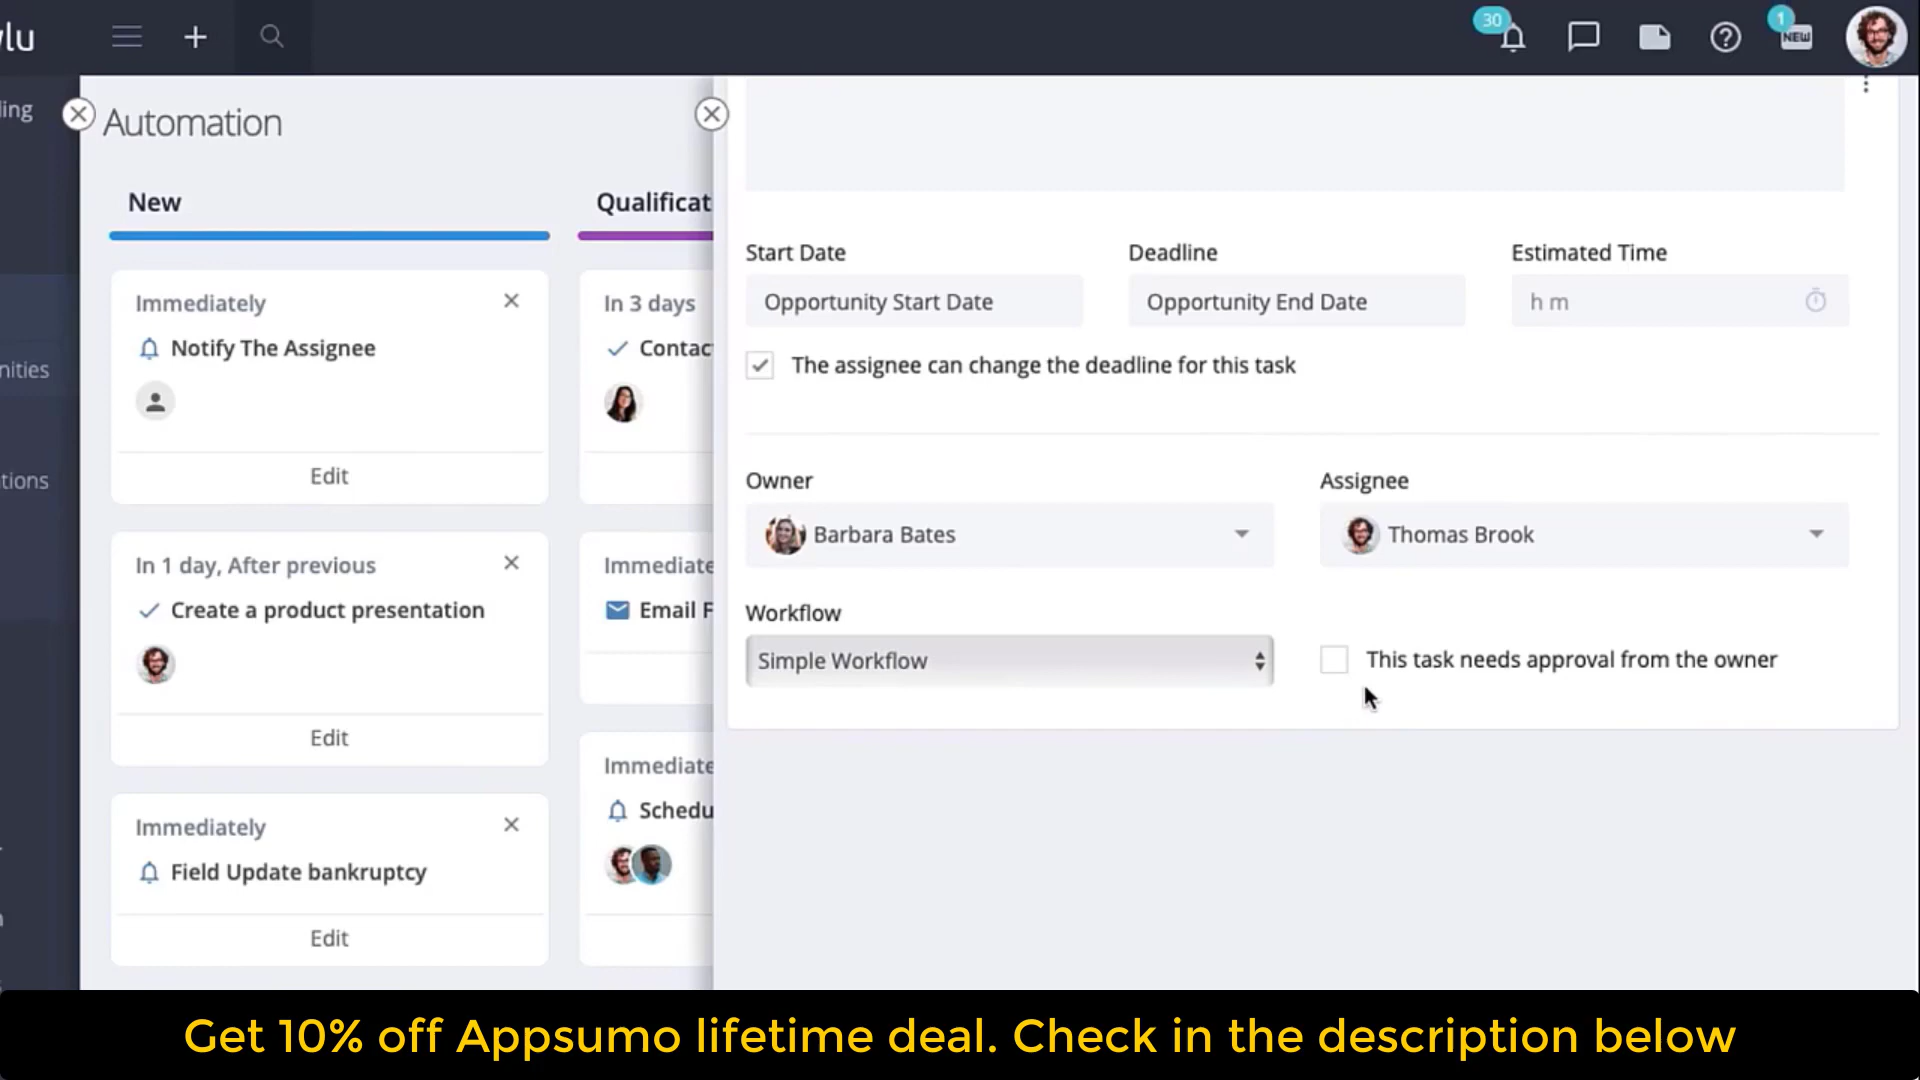 lu
30
1
NEW
ling
Automation
New
Qualificat
Start Date
Deadline
Estimated Time
Immediately
In 3 days
Opportunity Start Date
Opportunity End Date
h m
Notify The Assignee
Contac
The assignee can change the deadline for this task
nities
Edit
Owner
Assignee
tions
Barbara Bates
Thomas Brook
In 1 day, After previous
Immediate
Create a product presentation
Email F
Workflow
Simple Workflow
This task needs approval from the owner
Edit
Immediate
Schedu
Immediately
Field Update bankruptcy
Edit
Get 10% off Appsumo lifetime deal. Check in the description below